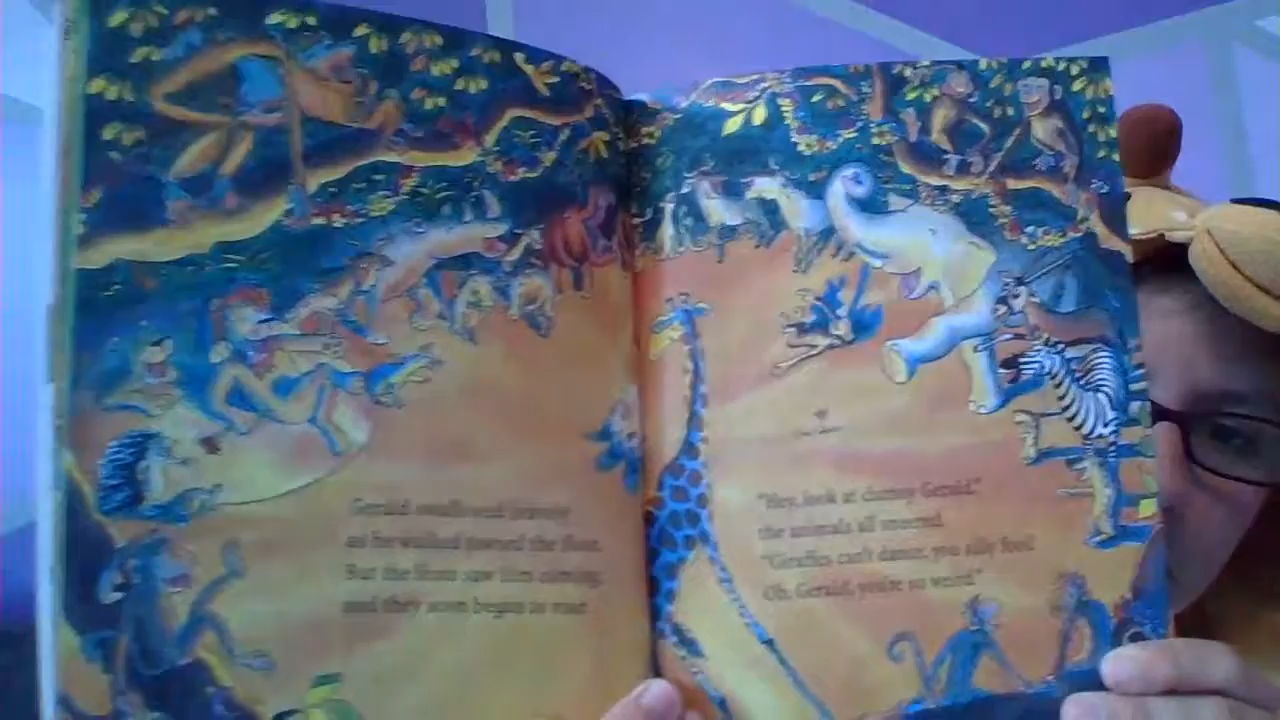 Gerald swallowed bravely
as he walked toward the floor.
But the lions saw him coming,
and they soon began to roar.
"Hey, look at clumsy Gerald,"
the animals all sneered.
"Giraffes can't dance, you silly fool!
Oh, Gerald, you're so weird."